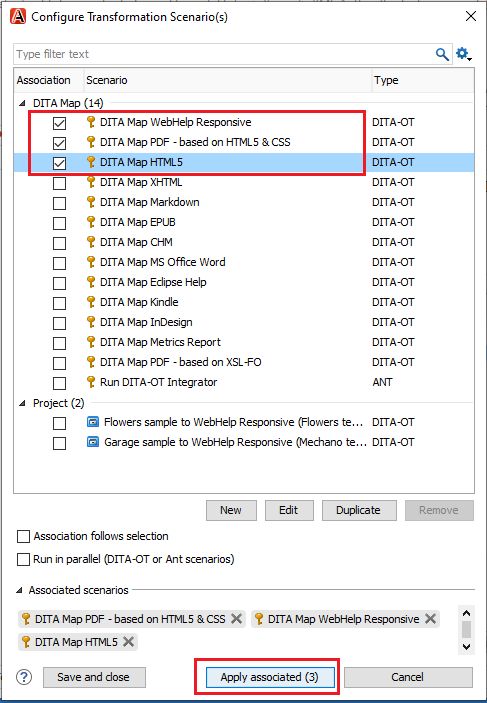 Configure Transformation Scenario(s)
Type filter text
Association Scenario Type
DITA Map (14)
DITA Map WebHelp Responsive DITA-OT
DITA Map PDF - based on HTML5 & CSS DITA-OT
DITA Map HTML5 DITA-OT
DITA Map XHTML DITA-OT
DITA Map Markdown DITA-OT
DITA Map EPUB DITA-OT
DITA Map CHM DITA-OT
DITA Map MS Office Word DITA-OT
DITA Map Eclipse Help DITA-OT
DITA Map Kindle DITA-OT
DITA Map InDesign DITA-OT
DITA Map Metrics Report DITA-OT
DITA Map PDF - based on XSL-FO DITA-OT
Run DITA-OT Integrator ANT
Project (2)
Flowers sample to WebHelp Responsive (Flowers te... DITA-OT
Garage sample to WebHelp Responsive (Mechano te... DITA-OT
New Edit Duplicate Remove
Association follows selection
Run in parallel (DITA-OT or Ant scenarios)
Associated scenarios
DITA Map PDF - based on HTML5 & CSS DITA Map WebHelp Responsive
DITA Map HTML5
? Save and close Apply associated (3) Cancel